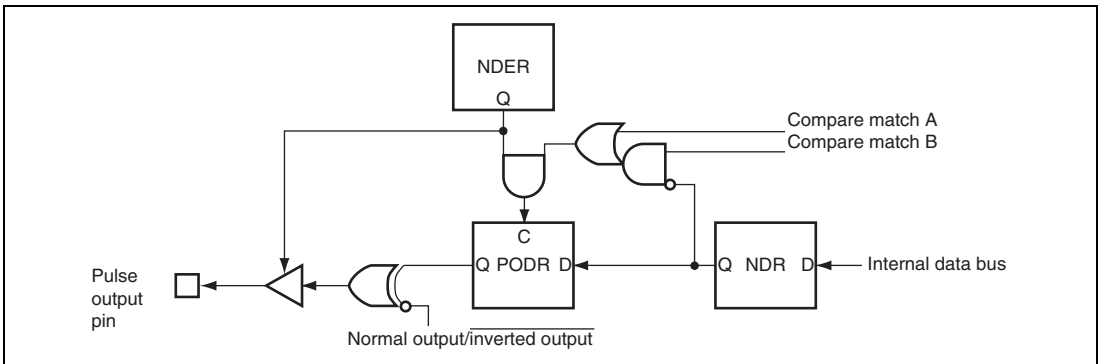 NDER
Q
Compare match A
Compare match B
C
Q PODR D
Q NDR D
Internal data bus
Pulse
output
pin
Normal output/inverted output